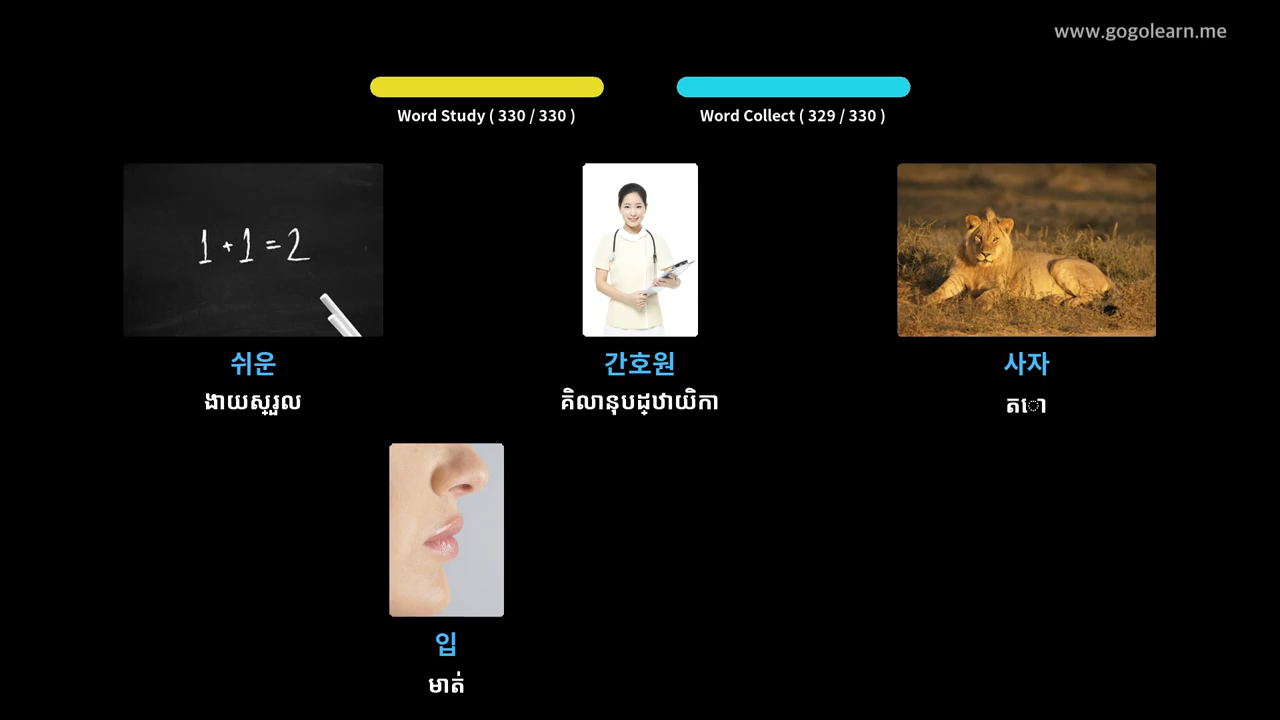 www.gogolearn.me
Word Study ( 330 / 330 )
Word Collect ( 329 / 330 )
1 + 1 = 2
쉬운
간호원
사자
ងាយស្រួល
គិលានុបដ្ឋាយិកា
តោ
입
មាត់